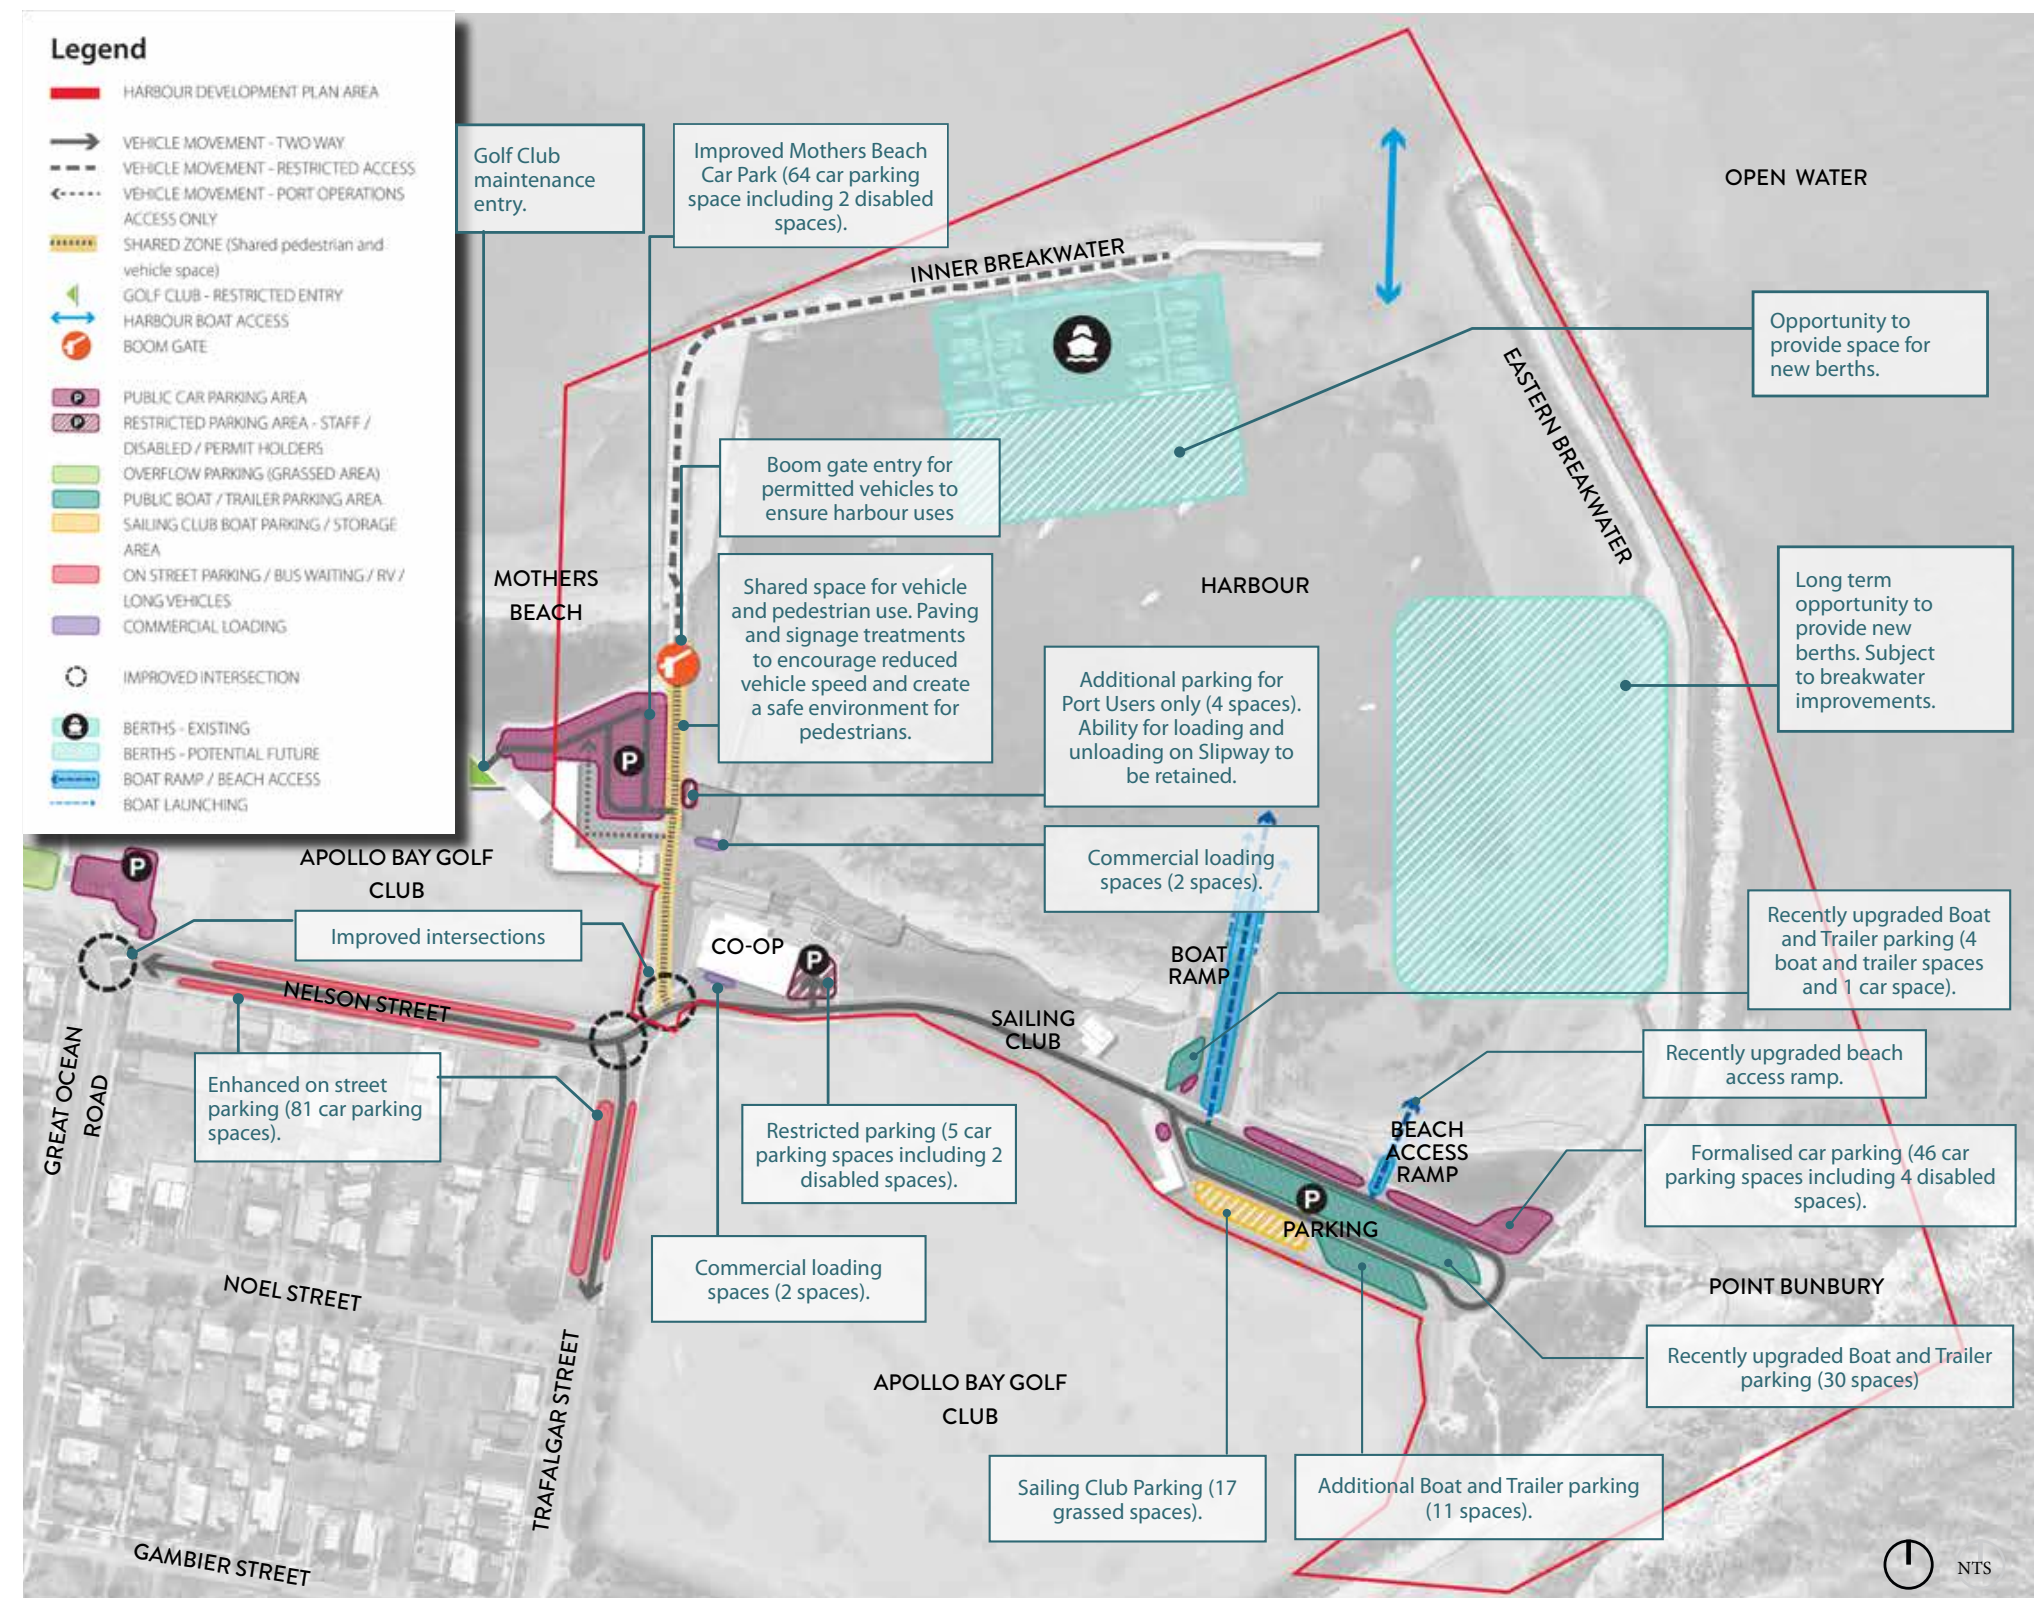 Legend
HARBOUR DEVELOPMENT PLAN AREA
VEHICLE MOVEMENT - TWO WAY
VEHICLE MOVEMENT - RESTRICTED ACCESS
VEHICLE MOVEMENT - PORT OPERATIONS
ACCESS ONLY
SHARED ZONE (Shared pedestrian and
vehicle space)
GOLF CLUB - RESTRICTED ENTRY
HARBOUR BOAT ACCESS
BOOM GATE
P PUBLIC CAR PARKING AREA
P RESTRICTED PARKING AREA - STAFF /
DISABLED / PERMIT HOLDERS
OVERFLOW PARKING (GRASSED AREA)
PUBLIC BOAT / TRAILER PARKING AREA
SAILING CLUB BOAT PARKING / STORAGE
AREA
ON STREET PARKING / BUS WAITING / RV /
LONG VEHICLES
COMMERCIAL LOADING
IMPROVED INTERSECTION
BERTHS - EXISTING
BERTHS - POTENTIAL FUTURE
BOAT RAMP / BEACH ACCESS
BOAT LAUNCHING
Golf Club
maintenance
entry.
Improved Mothers Beach
Car Park (64 car parking
space including 2 disabled
spaces).
OPEN WATER
INNER BREAKWATER
Opportunity to
provide space for
new berths.
EASTERN BREAKWATER
Boom gate entry for
permitted vehicles to
ensure harbour uses
MOTHERS
BEACH
Shared space for vehicle
and pedestrian use. Paving
and signage treatments
to encourage reduced
vehicle speed and create
a safe environment for
pedestrians.
HARBOUR
Long term
opportunity to
provide new
berths. Subject
to breakwater
improvements.
Additional parking for
Port Users only (4 spaces).
Ability for loading and
unloading on Slipway to
be retained.
P
Commercial loading
spaces (2 spaces).
APOLLO BAY GOLF
CLUB
P
Improved intersections
CO-OP
P
BOAT
RAMP
Recently upgraded Boat
and Trailer parking (4
boat and trailer spaces
and 1 car space).
NELSON STREET
SAILING
CLUB
GREAT OCEAN
ROAD
Enhanced on street
parking (81 car parking
spaces).
Recently upgraded beach
access ramp.
Restricted parking (5 car
parking spaces including 2
disabled spaces).
BEACH
ACCESS
RAMP
Formalised car parking (46 car
parking spaces including 4 disabled
spaces).
P
PARKING
Commercial loading
spaces (2 spaces).
NOEL STREET
POINT BUNBURY
TRAFALGAR STREET
Recently upgraded Boat and Trailer
parking (30 spaces)
APOLLO BAY GOLF
CLUB
Sailing Club Parking (17
grassed spaces).
Additional Boat and Trailer parking
(11 spaces).
GAMBIER STREET
NTS